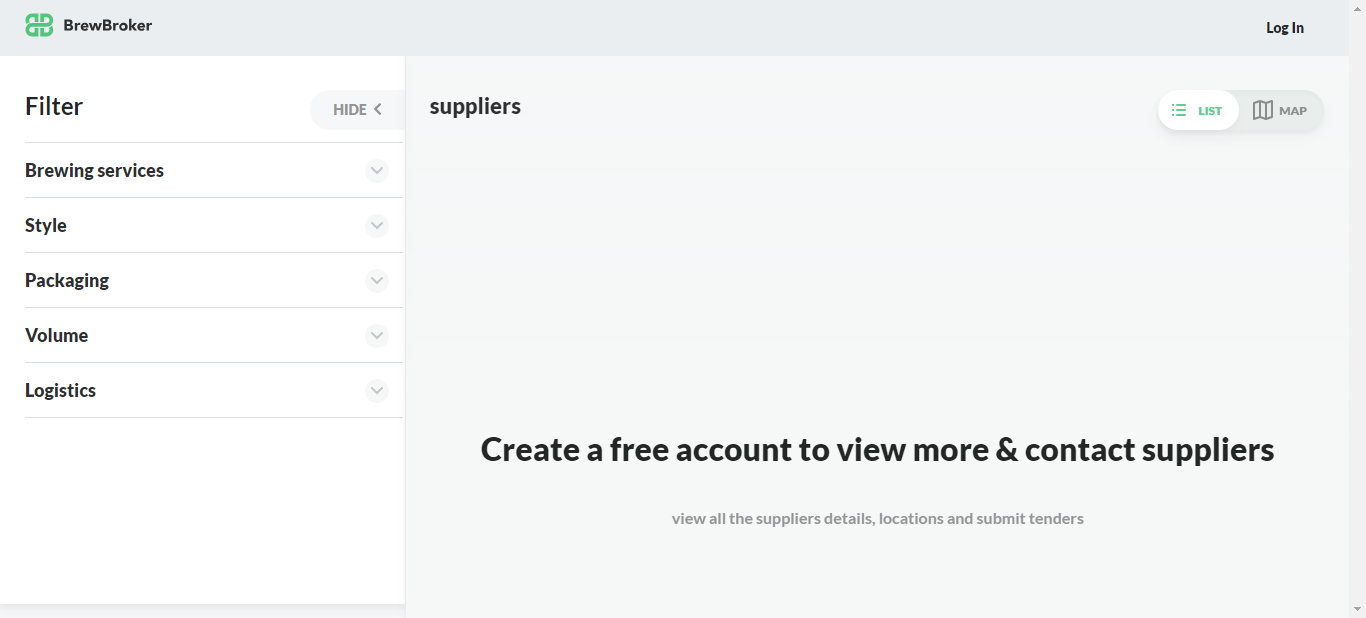 BrewBroker
Log In
Filter
HIDE
Brewing services
Style
Packaging
Volume
Logistics
suppliers
LIST
MAP
Create a free account to view more & contact suppliers
view all the suppliers details, locations and submit tenders